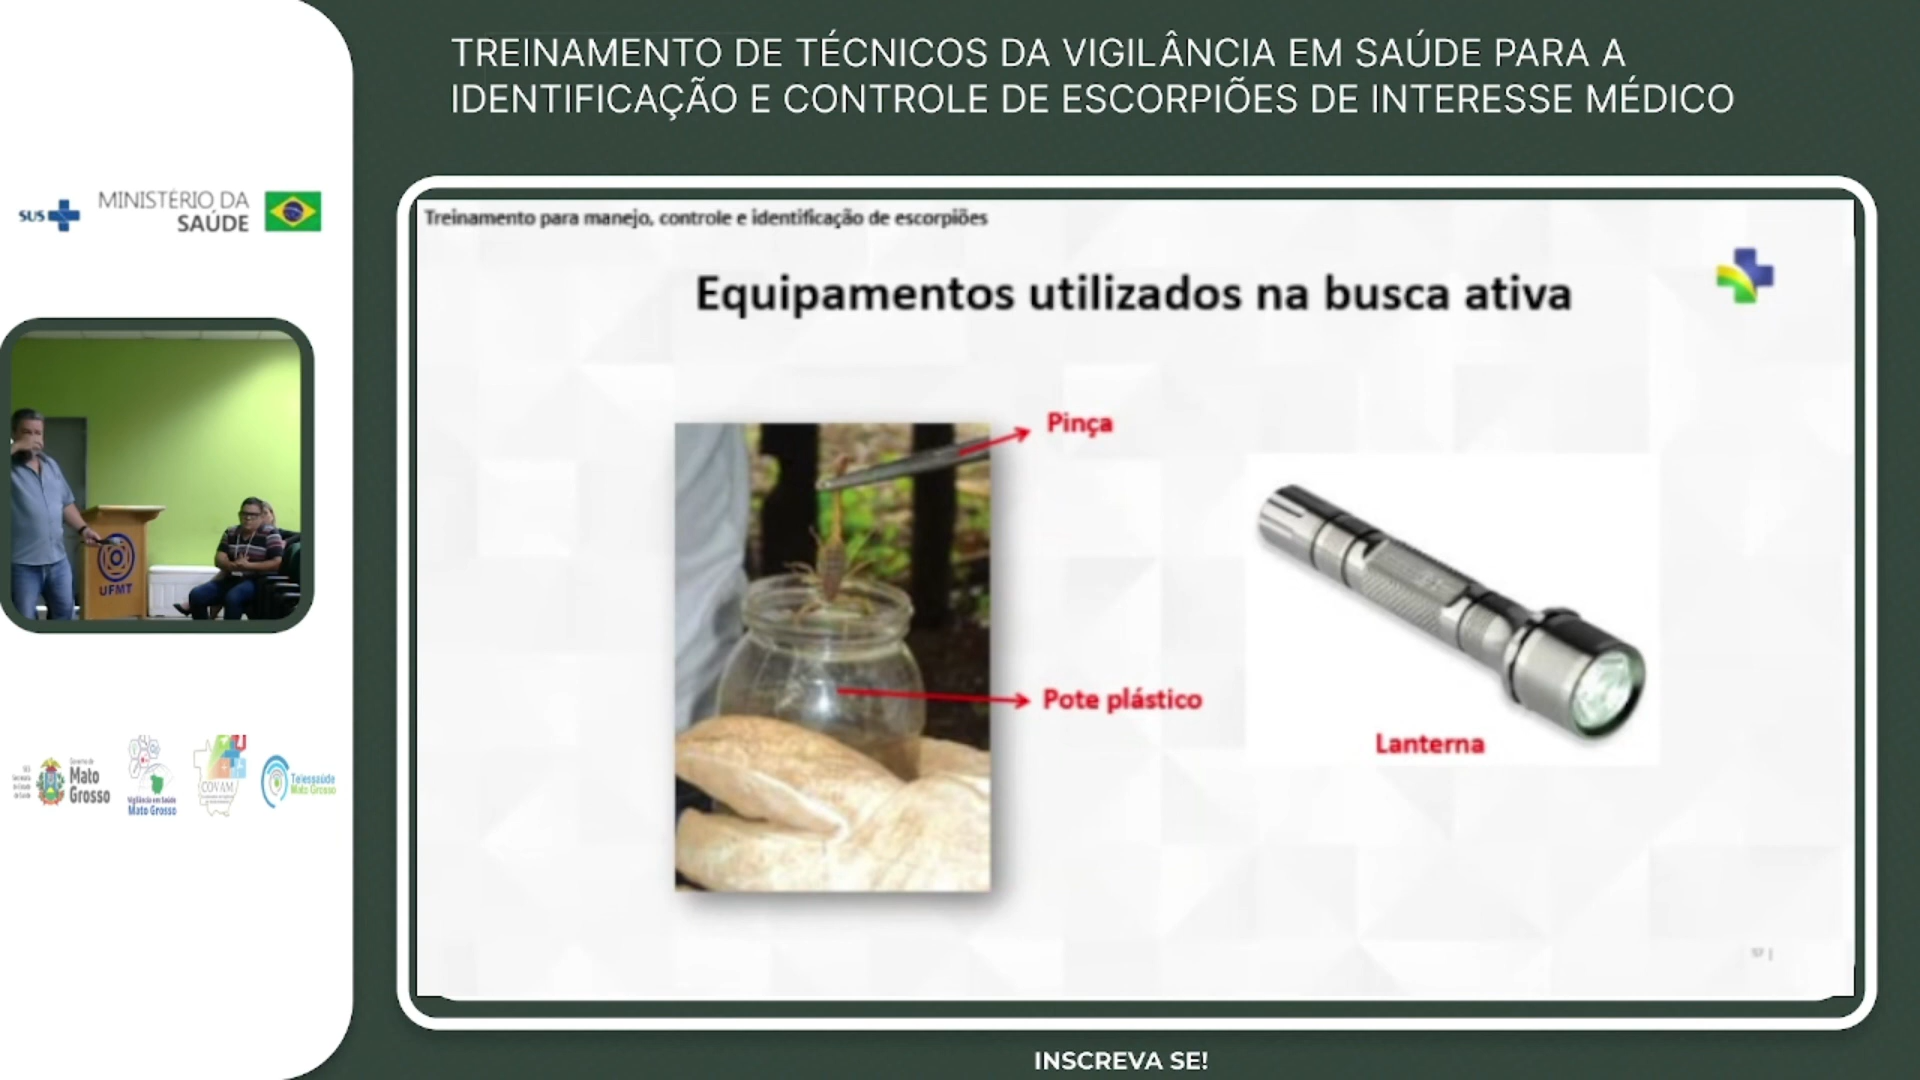 TREINAMENTO DE TÉCNICOS DA VIGILÂNCIA EM SAÚDE PARA A
IDENTIFICAÇÃO E CONTROLE DE ESCORPIÕES DE INTERESSE MÉDICO
SUS
MINISTÉRIO DA
SAÚDE
Treinamento para manejo, controle e identificação de escorpiões
Equipamentos utilizados na busca ativa
Pinça
Pote plástico
Lanterna
UFMT
Mato
Grosso
Vigilância em Saúde
Mato Grosso
COVAM
Telessaúde
Mato Grosso
INSCREVA SE!